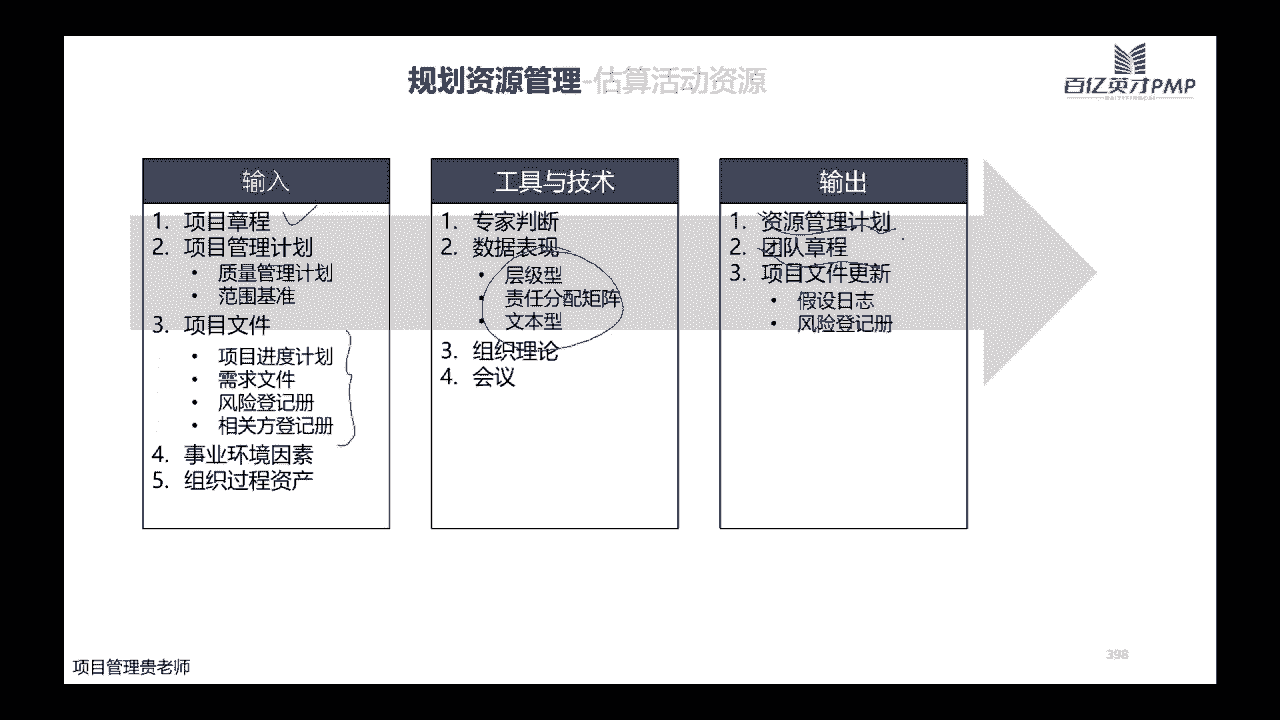 规划资源管理-估算活动资源
百亿英才PMP
输入
1. 项目章程
2. 项目管理计划
• 质量管理计划
• 范围基准
3. 项目文件
• 项目进度计划
• 需求文件
• 风险登记册
• 相关方登记册
4. 事业环境因素
5. 组织过程资产
工具与技术
1. 专家判断
2. 数据表现
• 层级型
• 责任分配矩阵
• 文本型
3. 组织理论
4. 会议
输出
1. 资源管理计划
2. 团队章程
3. 项目文件更新
• 假设日志
• 风险登记册
项目管理贵老师
398